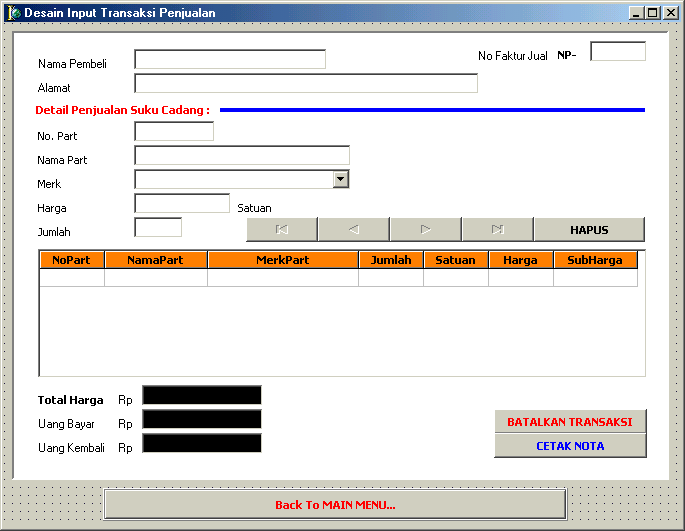 Desain Input Transaksi Penjualan
Nama Pembeli
No Faktur Jual NP-
Alamat
Detail Penjualan Suku Cadang :
No. Part
Nama Part
Merk
Harga Satuan
Jumlah
HAPUS
NoPart NamaPart MerkPart Jumlah Satuan Harga SubHarga
Total Harga Rp
Uang Bayar Rp
Uang Kembali Rp
BATALKAN TRANSAKSI
CETAK NOTA
Back To MAIN MENU...